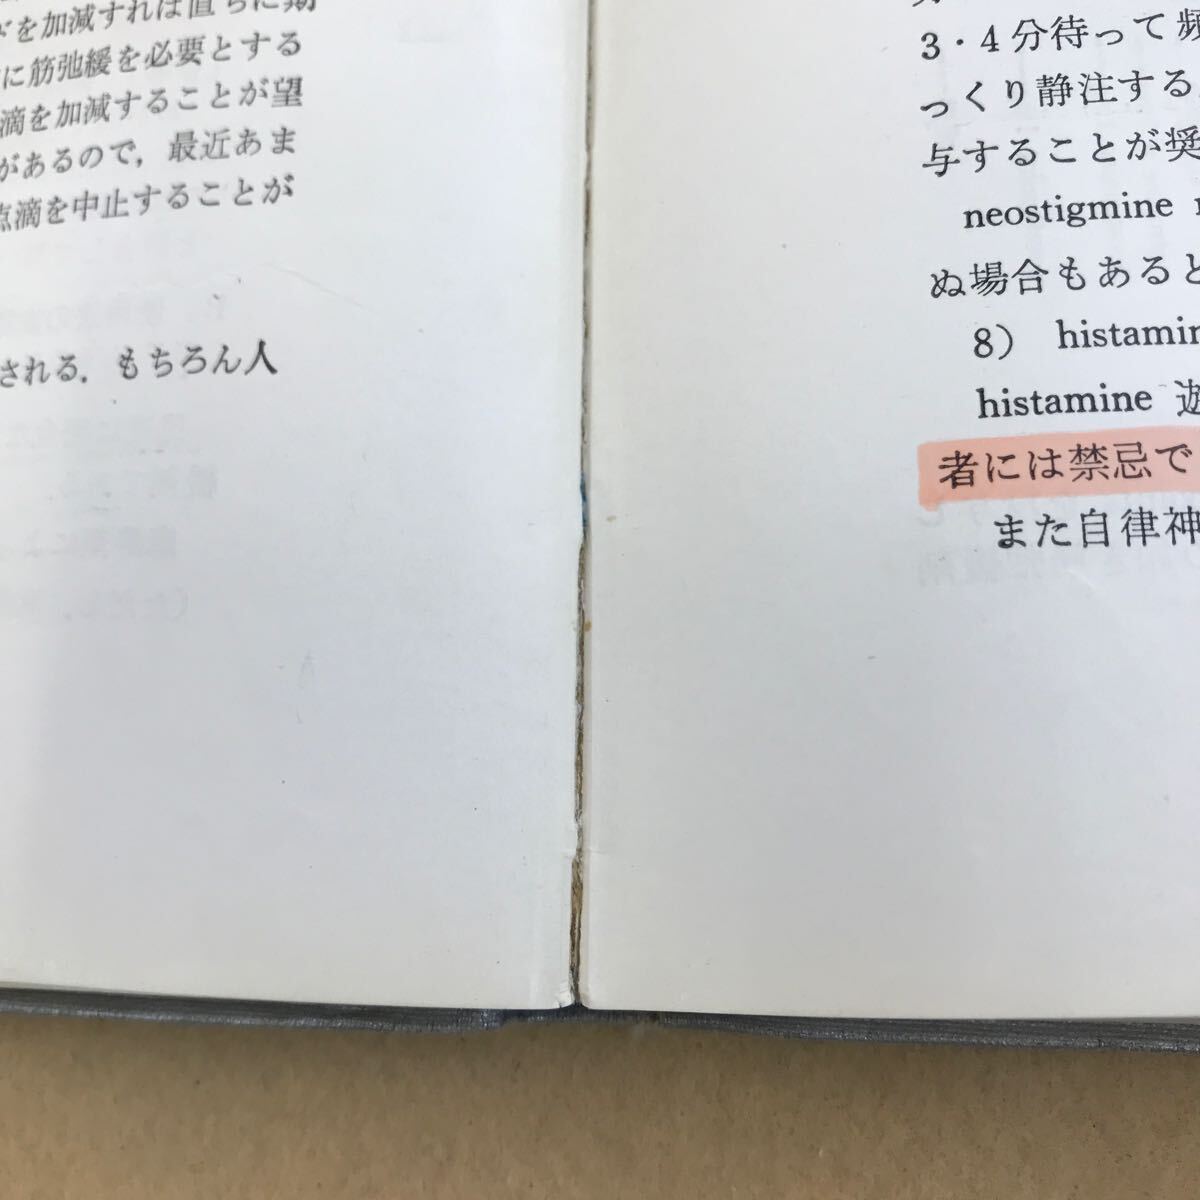 を加減すれば直ちに期
に筋弛緩を必要とする
滴を加減することが望
があるので，最近あま
点滴を中止することが
される．もちろん人
3・4分待って頻
っくり静注する
与することが奨
neostigmine
ぬ場合もあると
8） histamin
histamine 遊
者には禁忌で
また自律神